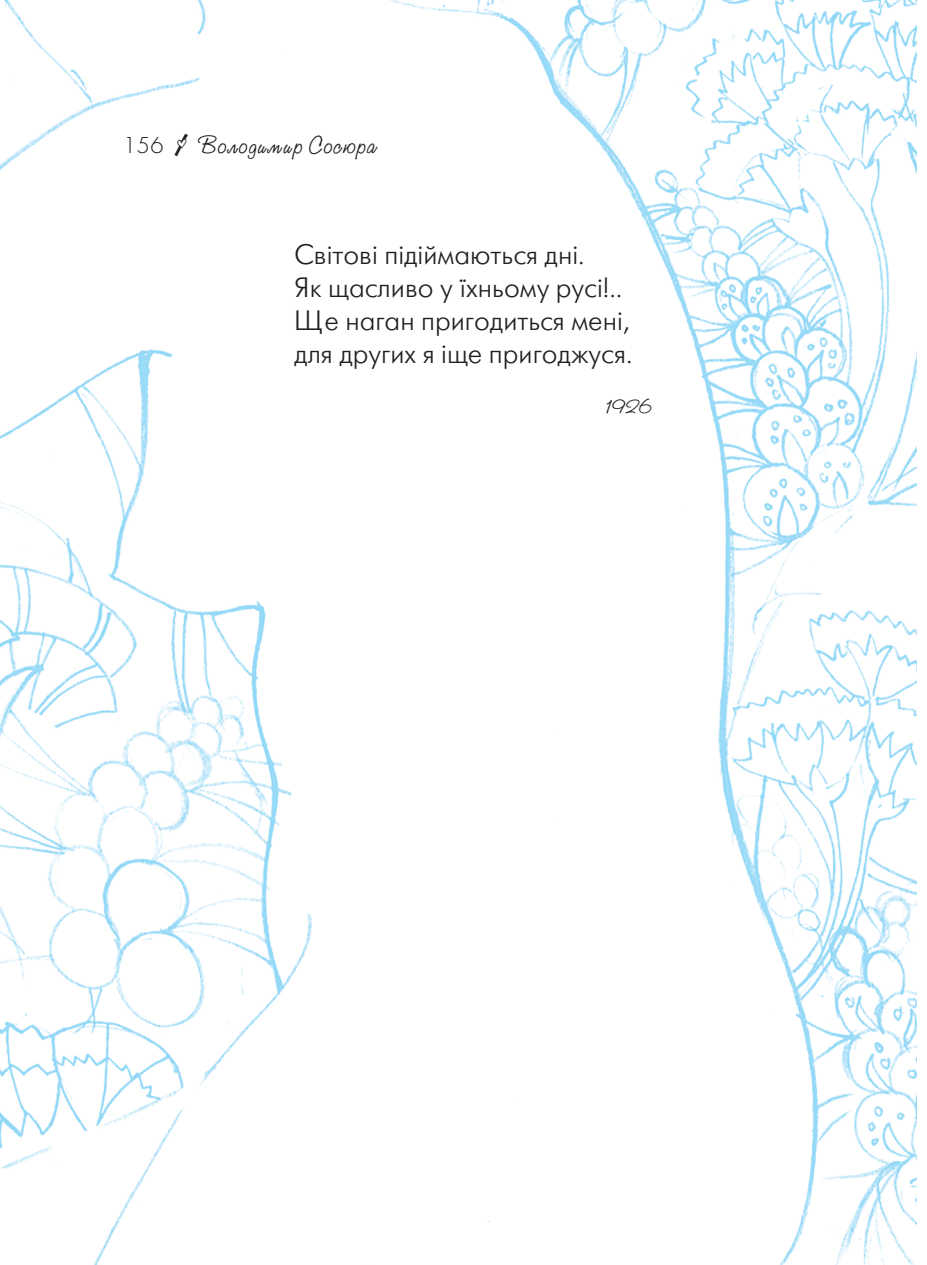 156 Володимир Сосюра
Світові підіймаються дні.
Як щасливо у їхньому русі!..
Ще наган пригодиться мені,
для других я іще пригоджуся.
1926